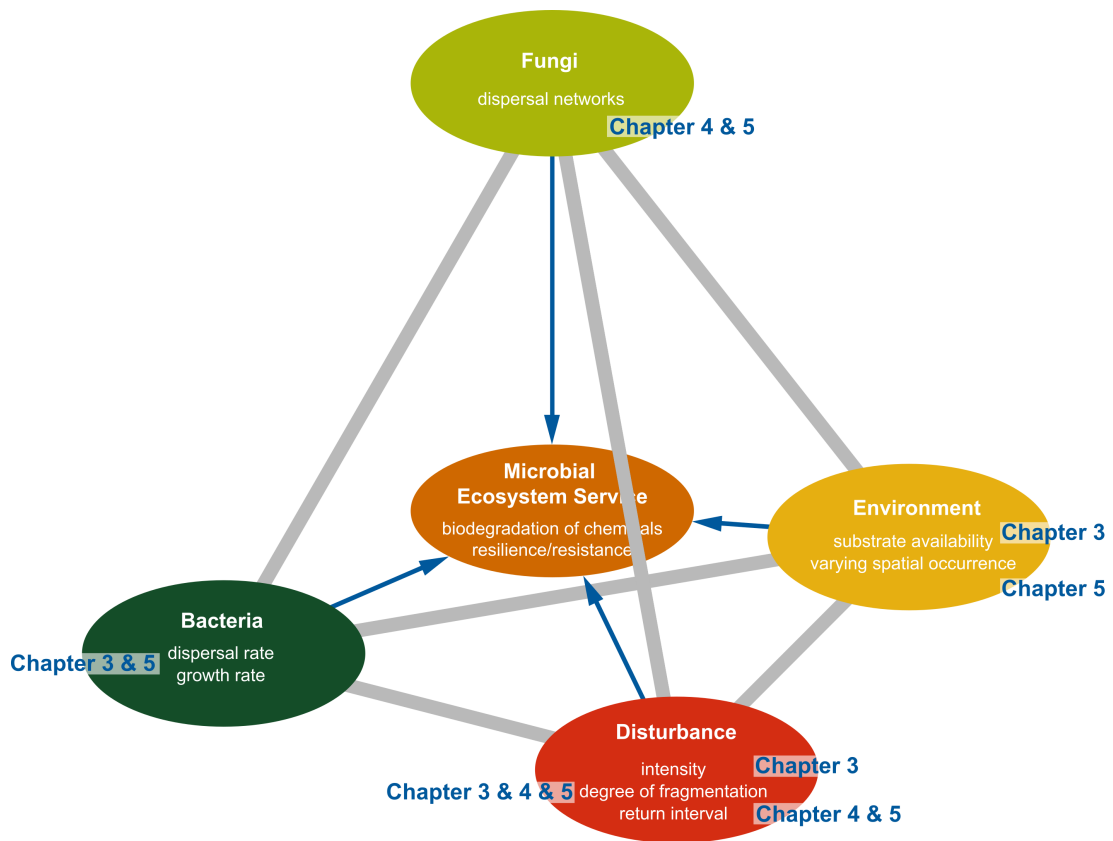 Fungi
dispersal networks
Chapter 4 & 5
Microbial
Ecosystem Service
biodegradation of chemicals
resilience/resistance
Environment
substrate availability
Chapter 3
varying spatial occurrence
Chapter 5
Bacteria
dispersal rate
Chapter 3 & 5
growth rate
Disturbance
intensity
Chapter 3
Chapter 3 & 4 & 5
degree of fragmentation
return interval
Chapter 4 & 5